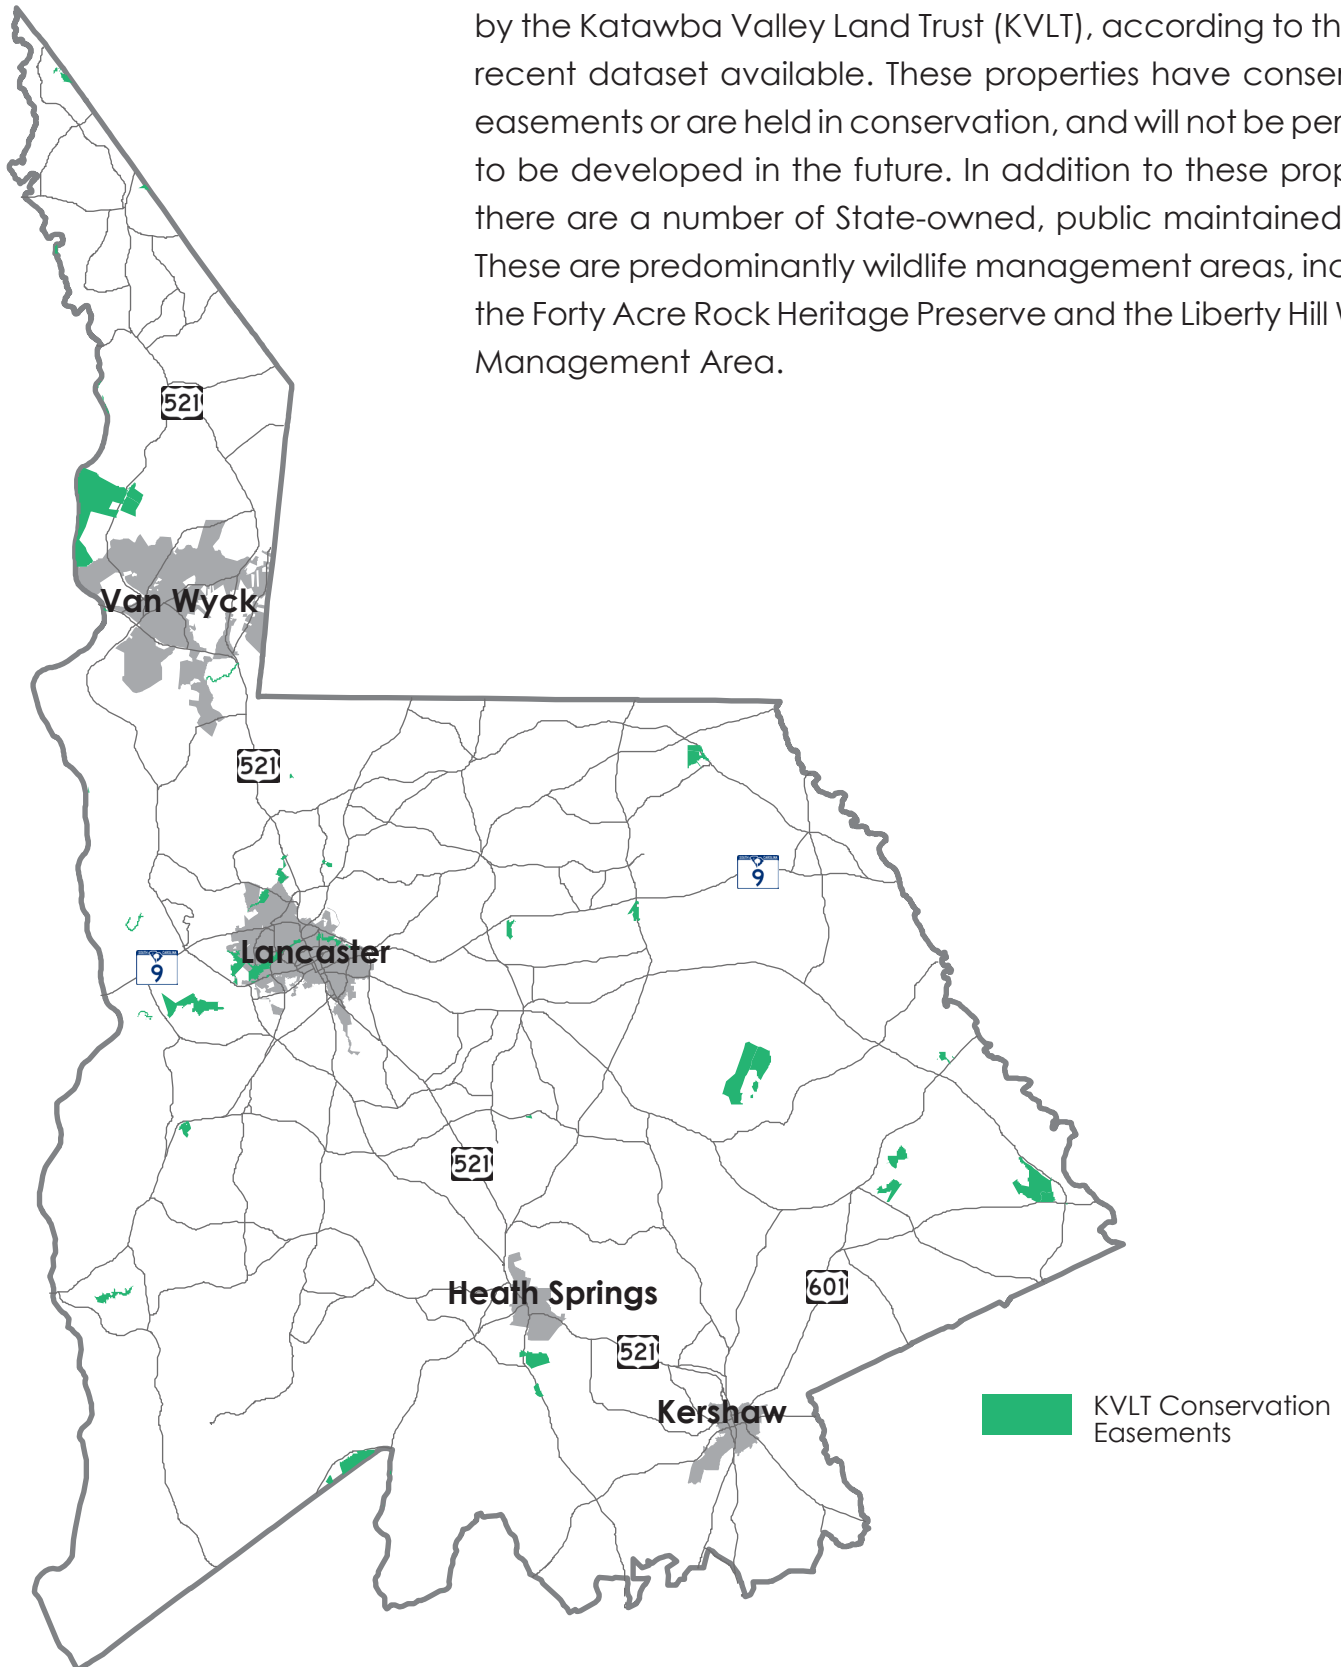 by the Katawba Valley Land Trust (KVLT), according to th
recent dataset available. These properties have conser
easements or are held in conservation, and will not be per
to be developed in the future. In addition to these prop
there are a number of State-owned, public maintained
These are predominantly wildlife management areas, inc
the Forty Acre Rock Heritage Preserve and the Liberty Hill
Management Area.
521
Van Wyck
521
9
Lancaster
9
521
Heath Springs
601
521
Kershaw
KVLT Conservation
Easements